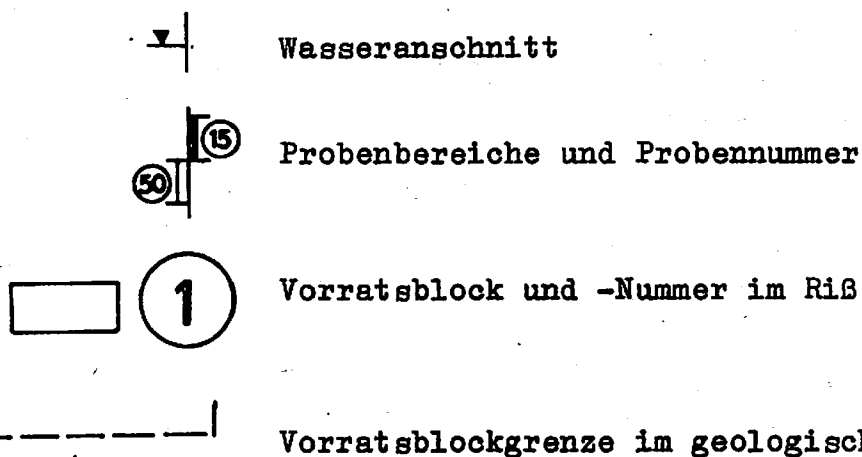 Wasseranschnitt
15
Probenbereiche und Probennummer
50
1 Vorratsblock und -Nummer im Riß
Vorratsblockgrenze im geologisch